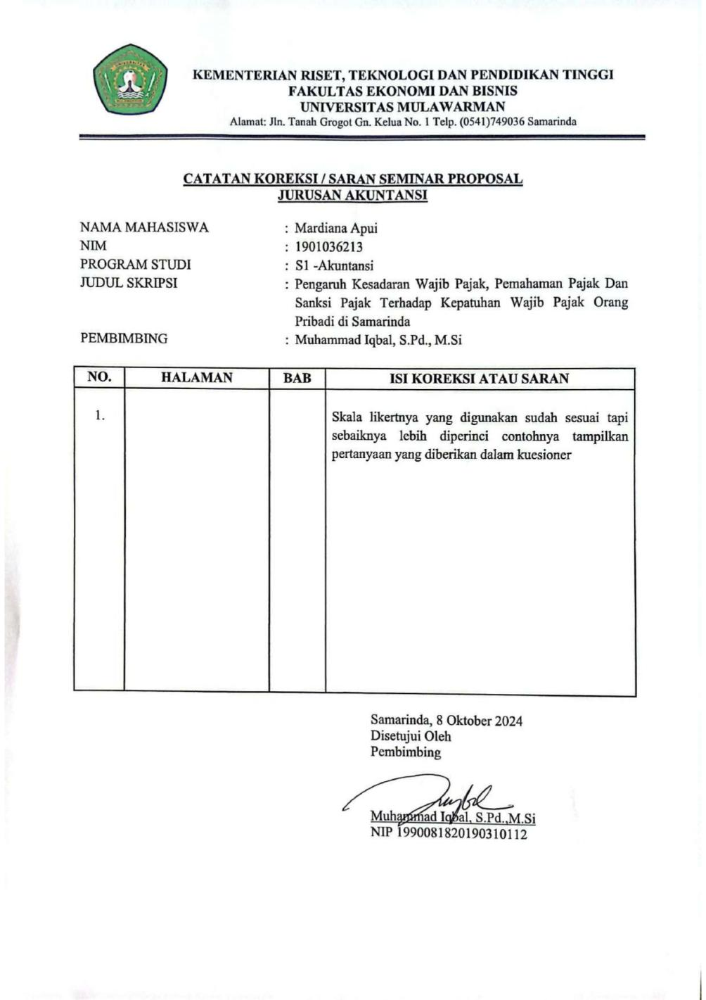 KEMENTERIAN RISET, TEKNOLOGI DAN PENDIDIKAN TINGGI
FAKULTAS EKONOMI DAN BISNIS
UNIVERSITAS MULAWARMAN
Alamat: Jln. Tanah Grogot Gn. Kelua No. 1 Telp. (0541)749036 Samarinda
CATATAN KOREKSI / SARAN SEMINAR PROPOSAL
JURUSAN AKUNTANSI
NAMA MAHASISWA : Mardiana Apui
NIM : 1901036213
PROGRAM STUDI : S1 -Akuntansi
JUDUL SKRIPSI : Pengaruh Kesadaran Wajib Pajak, Pemahaman Pajak Dan
Sanksi Pajak Terhadap Kepatuhan Wajib Pajak Orang
Pribadi di Samarinda
PEMBIMBING : Muhammad Iqbal, S.Pd., M.Si
NO. HALAMAN BAB ISI KOREKSI ATAU SARAN
1. Skala likertnya yang digunakan sudah sesuai tapi
sebaiknya lebih diperinci contohnya tampilkan
pertanyaan yang diberikan dalam kuesioner
Samarinda, 8 Oktober 2024
Disetujui Oleh
Pembimbing
Muhammad Iqbal, S.Pd.,M.Si
NIP 1990081820190310112